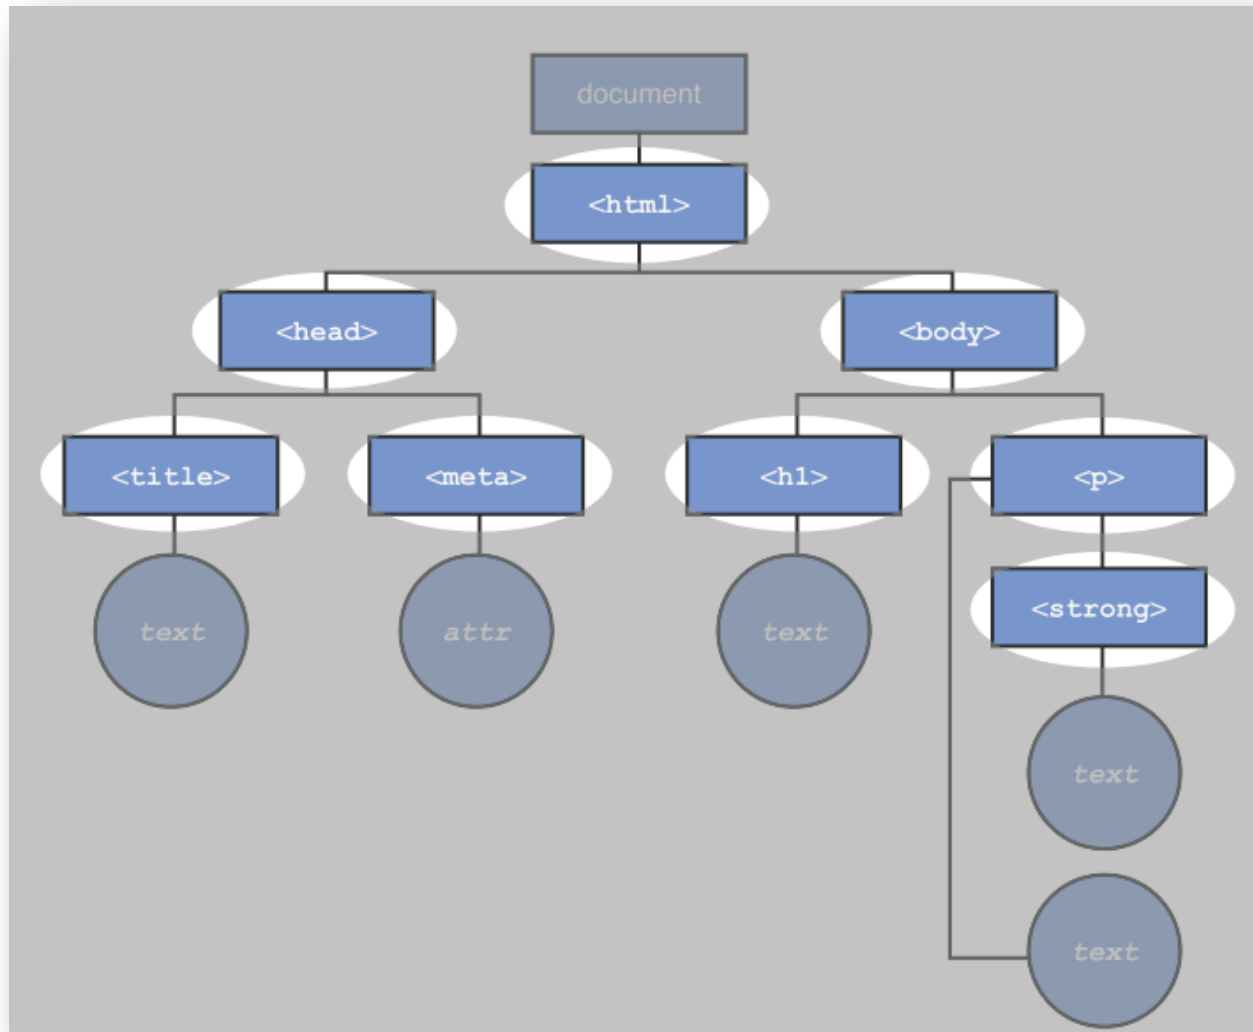 document
<html>
<head>
<body>
<title>
<meta>
<h1>
<p>
<strong>
text
attr
text
text
text